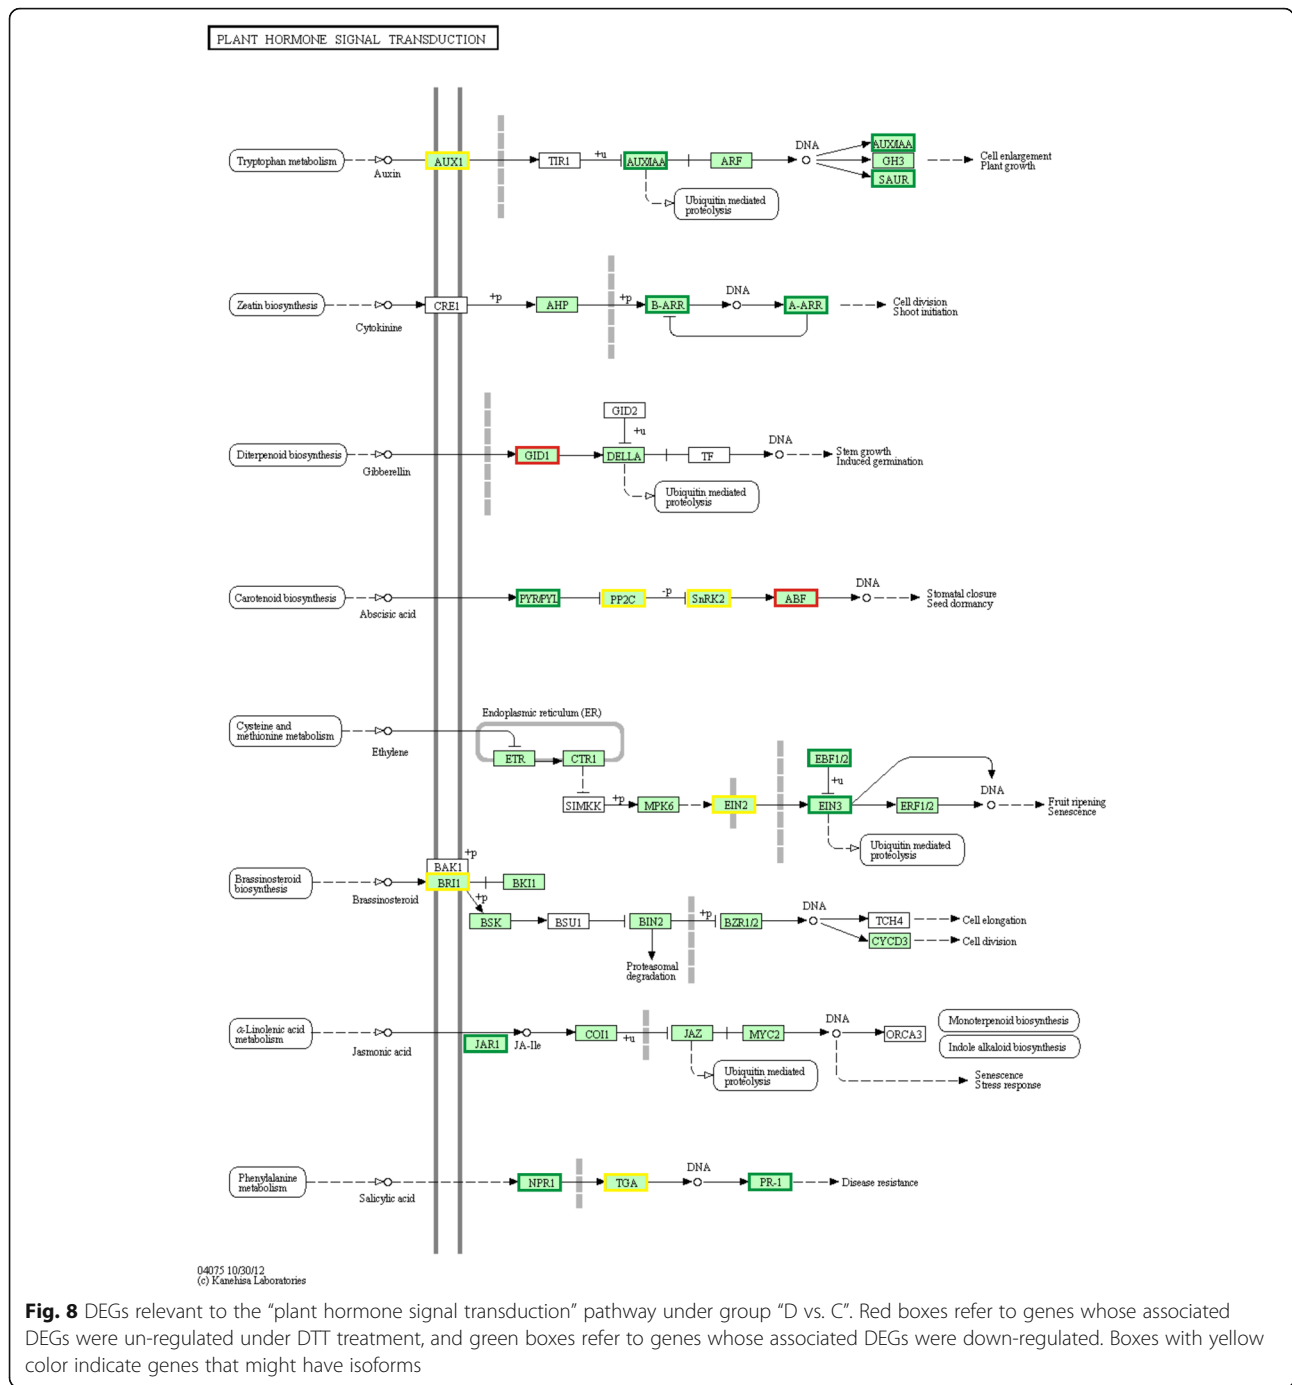 PLANT HORMONE SIGNAL TRANSDUCTION
Tryptophan metabolism
Auxin
AUX1
TIR1
+u
AUX/IAA
ARF
DNA
AUX/IAA
GH3
SAUR
Cell enlargement
Plant growth
Ubiquitin mediated
proteolysis
Zeatin biosynthesis
Cytokinine
CRE1
+p
AHP
+p
B-ARR
DNA
A-ARR
Cell division
Shoot initiation
GID2
+u
Diterpenoid biosynthesis
Gibberellin
GID1
DELLA
TF
DNA
Stem growth
Induced germination
Ubiquitin mediated
proteolysis
Carotenoid biosynthesis
Abscisic acid
PYR/PYL
PP2C
-p
SnRK2
ABF
DNA
Stomatal closure
Seed dormancy
Cysteine and
methionine metabolism
Ethylene
Endoplasmic reticulum (ER)
ETR
CTR1
SIMKK
+p
MPK6
EIN2
EBF1/2
+u
EIN3
ERF1/2
DNA
Fruit ripening
Senescence
Ubiquitin mediated
proteolysis
Brassinosteroid
biosynthesis
Brassinosteroid
BAK1
+p
BRI1
BKI1
+p
BSK
BSU1
BIN2
+p
BZR1/2
DNA
TCH4
Cell elongation
CYCD3
Cell division
Proteasomal
degradation
α-Linolenic acid
metabolism
Jasmonic acid
JAR1
JA-Ile
COI1
+u
JAZ
MYC2
DNA
ORCA3
Monoterpenoid biosynthesis
Indole alkaloid biosynthesis
Ubiquitin mediated
proteolysis
Senescence
Stress response
Phenylalanine
metabolism
Salicylic acid
NPR1
TGA
DNA
PR-1
Disease resistance
04075 10/30/12
(c) Kanehisa Laboratories
Fig. 8 DEGs relevant to the “plant hormone signal transduction” pathway under group “D vs. C”. Red boxes refer to genes whose associated
DEGs were un-regulated under DTT treatment, and green boxes refer to genes whose associated DEGs were down-regulated. Boxes with yellow
color indicate genes that might have isoforms